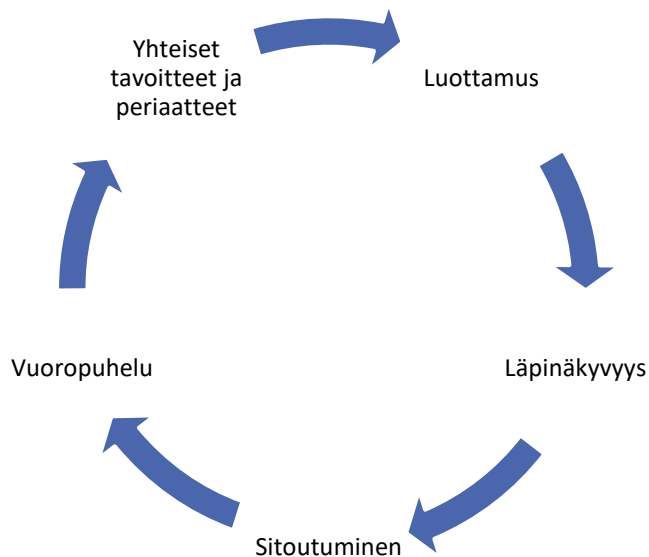 Yhteiset
tavoitteet ja
periaatteet
Luottamus
Läpinäkyvyys
Sitoutuminen
Vuoropuhelu